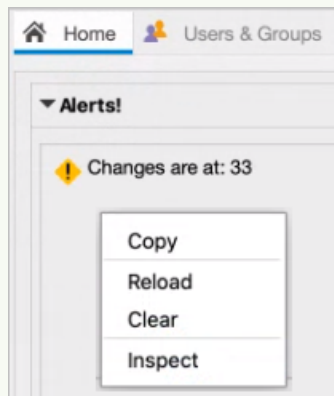 Home Users & Groups
Alerts!
Changes are at: 33
Copy
Reload
Clear
Inspect